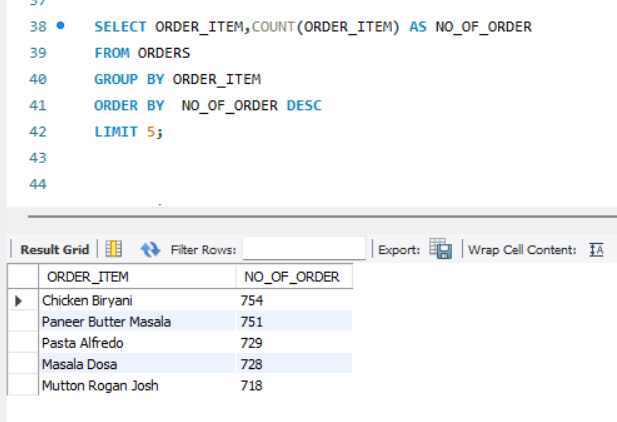 37
38 SELECT ORDER_ITEM,COUNT(ORDER_ITEM) AS NO_OF_ORDER
39 FROM ORDERS
40 GROUP BY ORDER_ITEM
41 ORDER BY NO_OF_ORDER DESC
42 LIMIT 5;
43
44
Result Grid Filter Rows: Export: Wrap Cell Content: IA
ORDER_ITEM NO_OF_ORDER
Chicken Biryani 754
Paneer Butter Masala 751
Pasta Alfredo 729
Masala Dosa 728
Mutton Rogan Josh 718